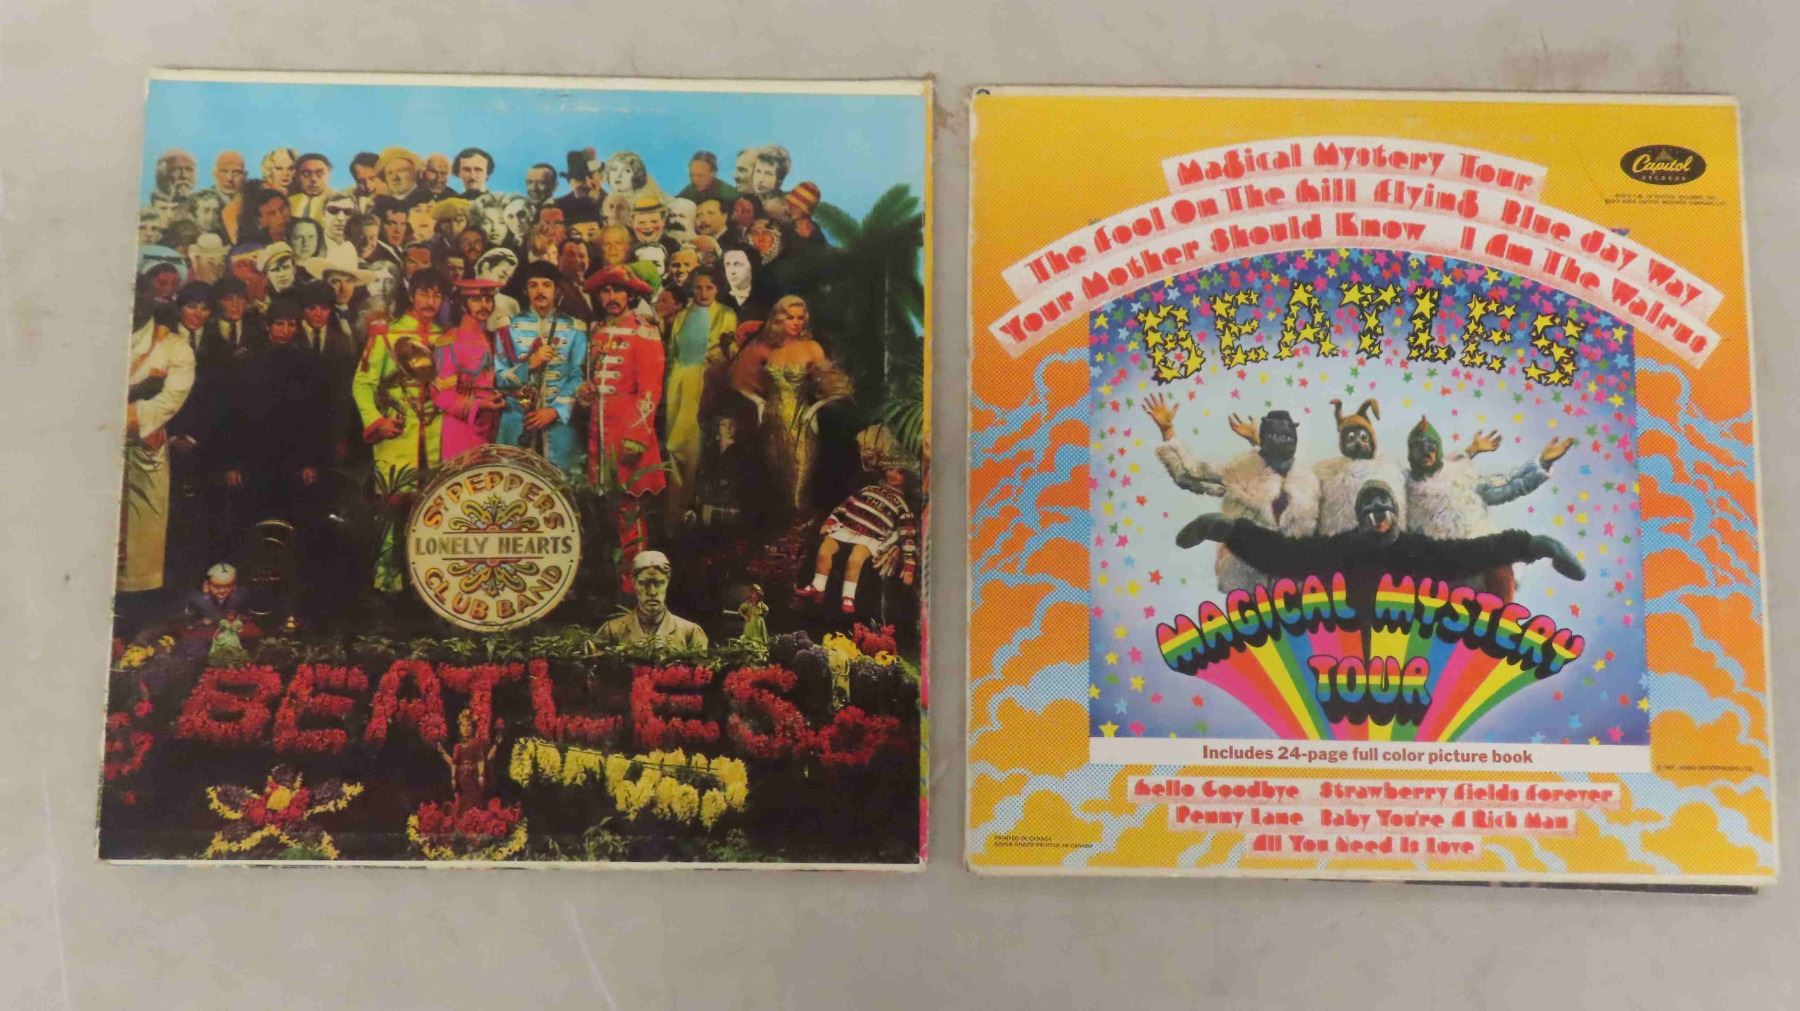 Sgt. PEPPERS
LONELY HEARTS
CLUB BAND
WELCOME
THE
BEATLES
Capitol
RECORDS
Magical Mystery Tour
The Fool On The Hill Flying Blue Jay Way
Your Mother Should Know I Am The Walrus
BEATLES
MAGICAL MYSTERY
TOUR
Includes 24-page full color picture book
Hello Goodbye Strawberry Fields Forever
Penny Lane Baby You're A Rich Man
All You Need Is Love
PRINTED IN CANADA